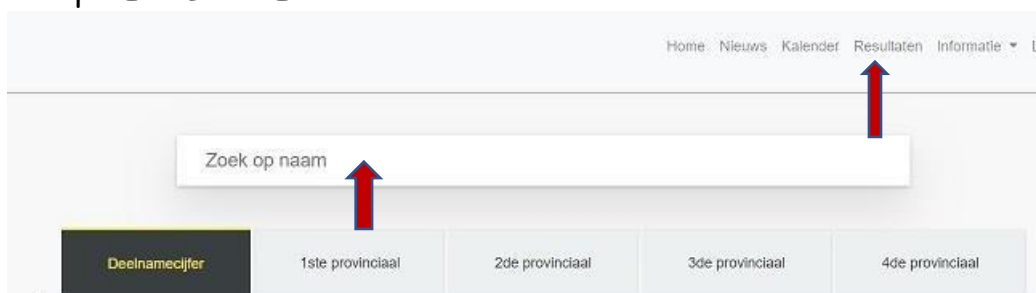 Home Nieuws Kalender Resultaten Informatie
Zoek op naam
Deelnamecijfer 1ste provinciaal 2de provinciaal 3de provinciaal 4de provinciaal